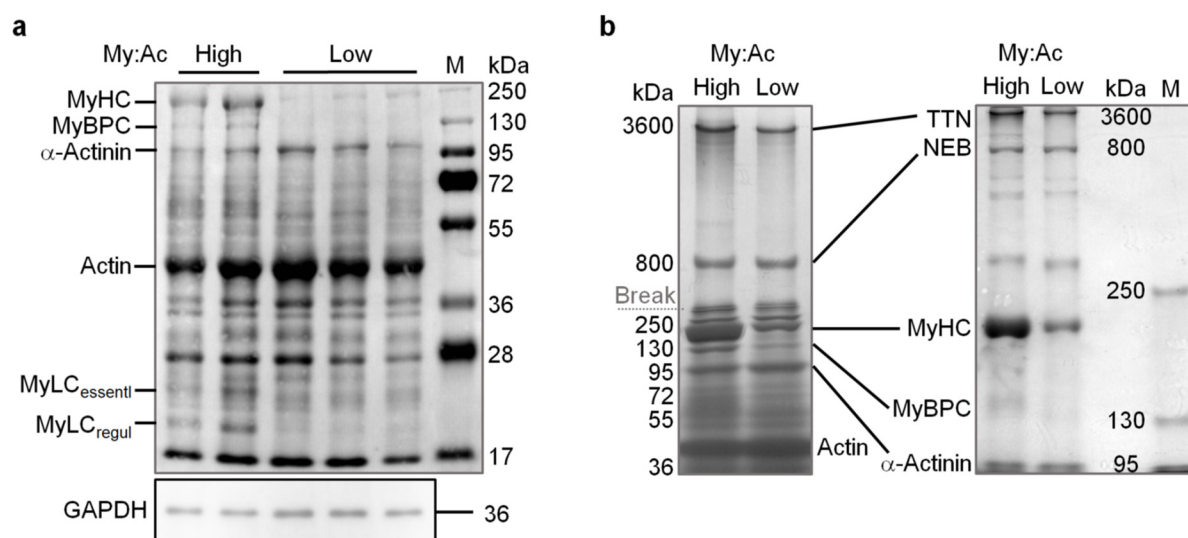 a
My:Ac High Low M kDa
MyHC 250
MyBPC 130
α-Actinin 95
72
55
Actin
36
28
MyLCessentl
MyLCregul
17
GAPDH 36
b
My:Ac My:Ac
kDa High Low High Low kDa M
3600 TTN 3600
NEB 800
800
Break 250
250 MyHC
130
95 MyBPC 130
72
55
Actin α-Actinin 95
36